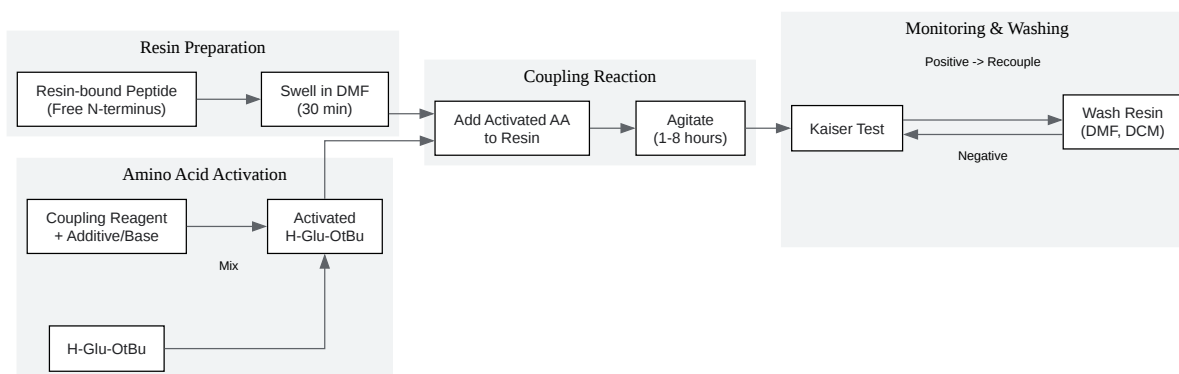 Resin Preparation
Resin-bound Peptide
(Free N-terminus)
Swell in DMF
(30 min)
Amino Acid Activation
Coupling Reagent
+ Additive/Base
Mix
Activated
H-Glu-OtBu
H-Glu-OtBu
Coupling Reaction
Add Activated AA
to Resin
Agitate
(1-8 hours)
Monitoring & Washing
Positive -> Recouple
Kaiser Test
Negative
Wash Resin
(DMF, DCM)